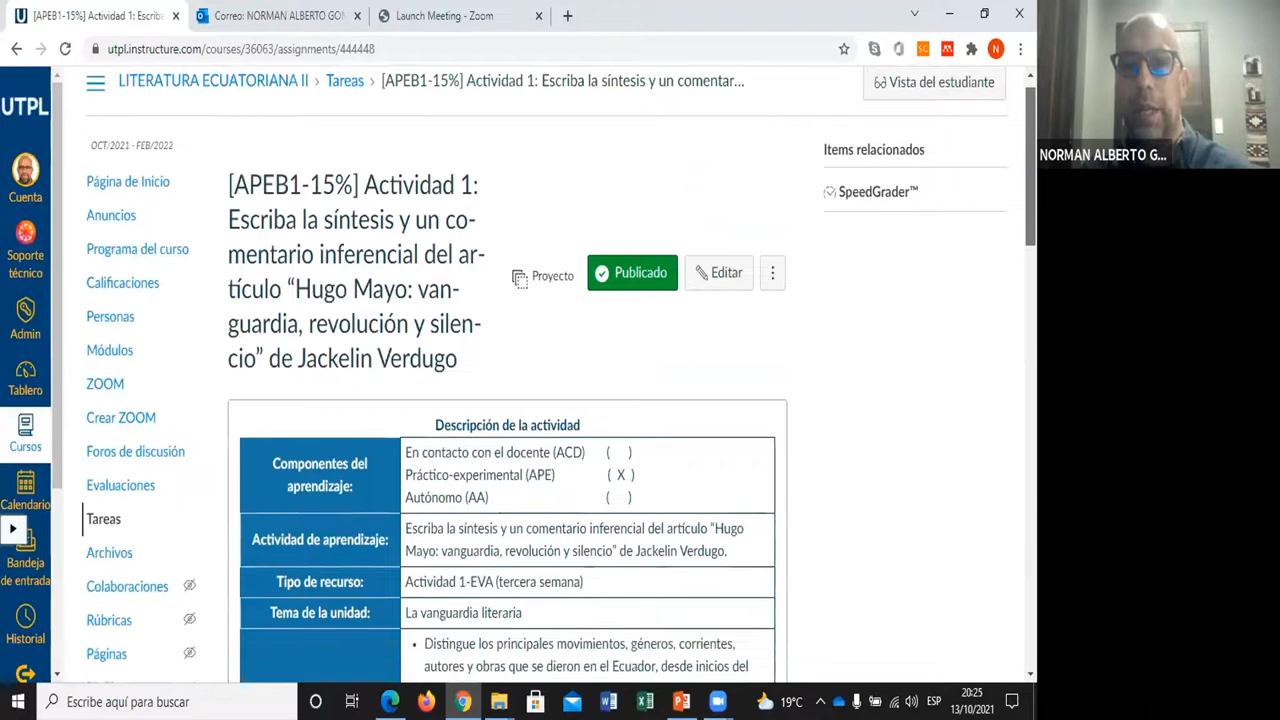 [APEB1-15%] Actividad 1: Escrib
Correo: NORMAN ALBERTO GON
Launch Meeting - Zoom
utpl.instructure.com/courses/36063/assignments/444448
SC
N
UTPL
Cuenta
Soporte
técnico
Admin
Tablero
Cursos
Calendario
Bandeja
de entrada
Historial
LITERATURA ECUATORIANA II › Tareas › [APEB1-15%] Actividad 1: Escriba la síntesis y un comentar...
Vista del estudiante
OCT/2021 - FEB/2022
Página de Inicio
Anuncios
Programa del curso
Calificaciones
Personas
Módulos
ZOOM
Crear ZOOM
Foros de discusión
Evaluaciones
Tareas
Archivos
Colaboraciones
Rúbricas
Páginas
[APEB1-15%] Actividad 1:
Escriba la síntesis y un co-
mentario inferencial del ar-
tículo “Hugo Mayo: van-
guardia, revolución y silen-
cio” de Jackelin Verdugo
Proyecto
Publicado
Editar
Items relacionados
SpeedGrader™
Descripción de la actividad
Componentes del
aprendizaje:
En contacto con el docente (ACD) ( )
Práctico-experimental (APE) ( X )
Autónomo (AA) ( )
Actividad de aprendizaje:
Escriba la síntesis y un comentario inferencial del artículo “Hugo
Mayo: vanguardia, revolución y silencio” de Jackelin Verdugo.
Tipo de recurso:
Actividad 1-EVA (tercera semana)
Tema de la unidad:
La vanguardia literaria
• Distingue los principales movimientos, géneros, corrientes,
autores y obras que se dieron en el Ecuador, desde inicios del
NORMAN ALBERTO G...
Escribe aquí para buscar
19°C
ESP
20:25
13/10/2021